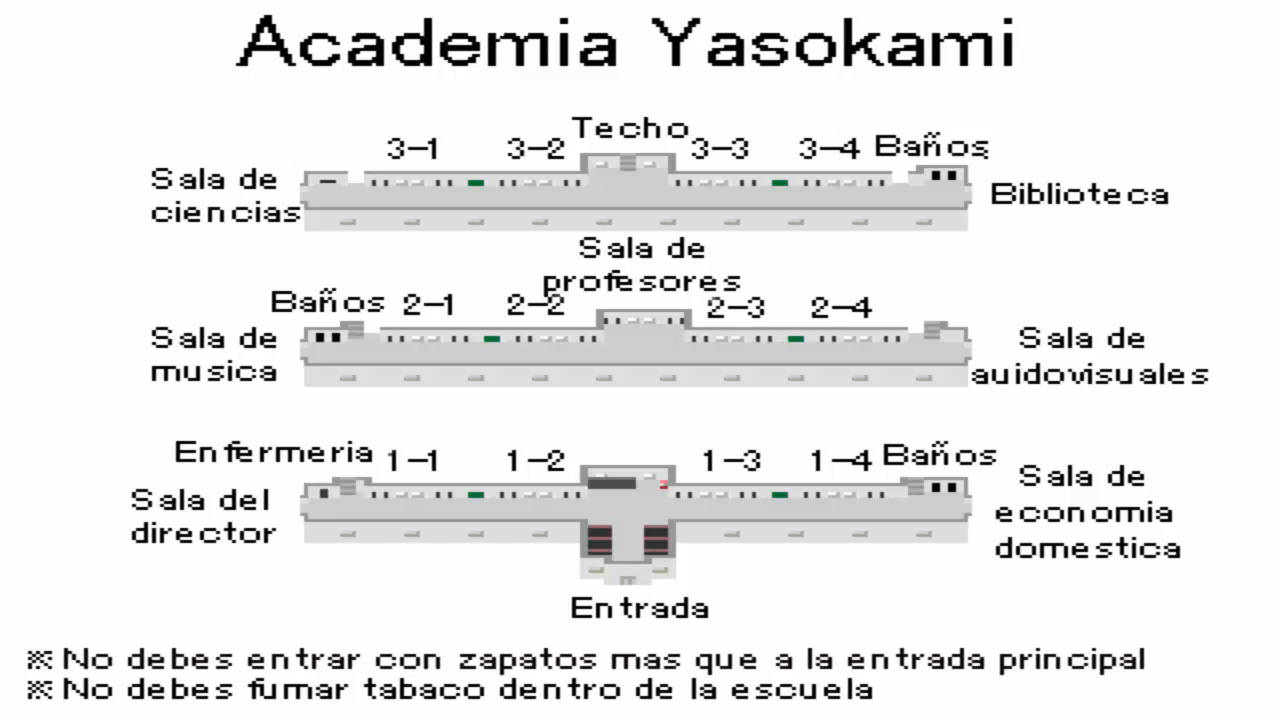 Academia Yasokami
Techo
3-1 3-2 3-3 3-4 Baños
Sala de
ciencias
Biblioteca
Sala de
profesores
Baños 2-1 2-2 2-3 2-4
Sala de
musica
Sala de
auidovisuales
Enfermeria 1-1 1-2 1-3 1-4 Baños
Sala del
director
Sala de
economia
domestica
Entrada
※No debes entrar con zapatos mas que a la entrada principal
※No debes fumar tabaco dentro de la escuela